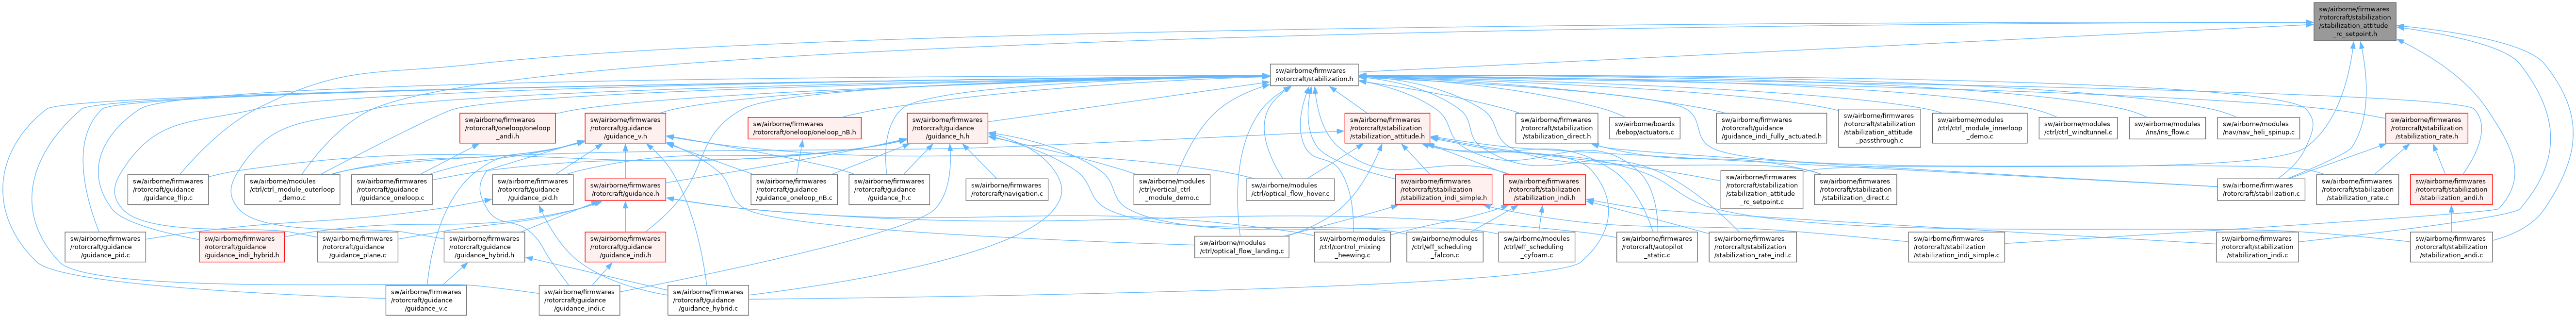 sw/airborne/firmwares
/rotorcraft/stabilization
/stabilization_attitude
_rc_setpoint.h
sw/airborne/firmwares
/rotorcraft/stabilization.h
sw/airborne/firmwares
/rotorcraft/oneloop/oneloop
_andi.h
sw/airborne/firmwares
/rotorcraft/guidance
/guidance_v.h
sw/airborne/firmwares
/rotorcraft/oneloop/oneloop_nB.h
sw/airborne/firmwares
/rotorcraft/guidance
/guidance_h.h
sw/airborne/firmwares
/rotorcraft/stabilization
/stabilization_attitude.h
sw/airborne/firmwares
/rotorcraft/stabilization
/stabilization_direct.h
sw/airborne/boards
/bebop/actuators.c
sw/airborne/firmwares
/rotorcraft/guidance
/guidance_indi_fully_actuated.h
sw/airborne/firmwares
/rotorcraft/stabilization
/stabilization_attitude
_passthrough.c
sw/airborne/modules
/ctrl/ctrl_module_innerloop
_demo.c
sw/airborne/modules
/ctrl/ctrl_windtunnel.c
sw/airborne/modules
/ins/ins_flow.c
sw/airborne/modules
/nav/nav_heli_spinup.c
sw/airborne/firmwares
/rotorcraft/stabilization
/stabilization_rate.h
sw/airborne/firmwares
/rotorcraft/guidance
/guidance_flip.c
sw/airborne/modules
/ctrl/ctrl_module_outerloop
_demo.c
sw/airborne/firmwares
/rotorcraft/guidance
/guidance_oneloop.c
sw/airborne/firmwares
/rotorcraft/guidance
/guidance_pid.h
sw/airborne/firmwares
/rotorcraft/guidance.h
sw/airborne/firmwares
/rotorcraft/guidance
/guidance_oneloop_nB.c
sw/airborne/firmwares
/rotorcraft/guidance
/guidance_h.c
sw/airborne/firmwares
/rotorcraft/navigation.c
sw/airborne/modules
/ctrl/vertical_ctrl
_module_demo.c
sw/airborne/modules
/ctrl/optical_flow_hover.c
sw/airborne/firmwares
/rotorcraft/stabilization
/stabilization_indi_simple.h
sw/airborne/firmwares
/rotorcraft/stabilization
/stabilization_indi.h
sw/airborne/firmwares
/rotorcraft/stabilization
/stabilization_attitude
_rc_setpoint.c
sw/airborne/firmwares
/rotorcraft/stabilization
/stabilization_direct.c
sw/airborne/firmwares
/rotorcraft/stabilization.c
sw/airborne/firmwares
/rotorcraft/stabilization
/stabilization_rate.c
sw/airborne/firmwares
/rotorcraft/stabilization
/stabilization_andi.h
sw/airborne/firmwares
/rotorcraft/guidance
/guidance_pid.c
sw/airborne/firmwares
/rotorcraft/guidance
/guidance_indi_hybrid.h
sw/airborne/firmwares
/rotorcraft/guidance
/guidance_plane.c
sw/airborne/firmwares
/rotorcraft/guidance
/guidance_hybrid.h
sw/airborne/firmwares
/rotorcraft/guidance
/guidance_indi.h
sw/airborne/modules
/ctrl/optical_flow_landing.c
sw/airborne/modules
/ctrl/control_mixing
_heewing.c
sw/airborne/modules
/ctrl/eff_scheduling
_falcon.c
sw/airborne/modules
/ctrl/eff_scheduling
_cyfoam.c
sw/airborne/firmwares
/rotorcraft/autopilot
_static.c
sw/airborne/firmwares
/rotorcraft/stabilization
/stabilization_rate_indi.c
sw/airborne/firmwares
/rotorcraft/stabilization
/stabilization_indi_simple.c
sw/airborne/firmwares
/rotorcraft/stabilization
/stabilization_indi.c
sw/airborne/firmwares
/rotorcraft/stabilization
/stabilization_andi.c
sw/airborne/firmwares
/rotorcraft/guidance
/guidance_v.c
sw/airborne/firmwares
/rotorcraft/guidance
/guidance_indi.c
sw/airborne/firmwares
/rotorcraft/guidance
/guidance_hybrid.c